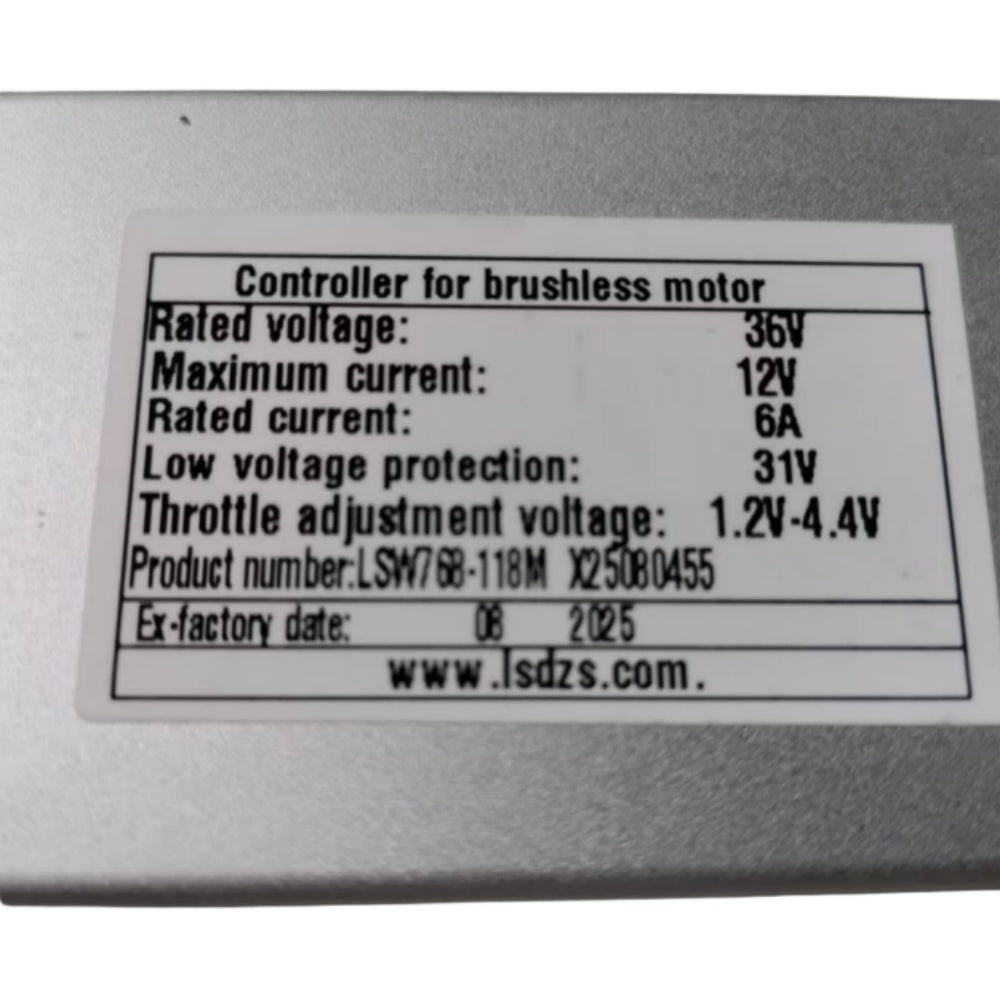 Controller for brushless motor
Rated voltage: 36V
Maximum current: 12V
Rated current: 6A
Low voltage protection: 31V
Throttle adjustment voltage: 1.2V-4.4V
Product number:LSW768-118M X25080455
Ex-factory date: 08 2025
www.lsdzs.com.